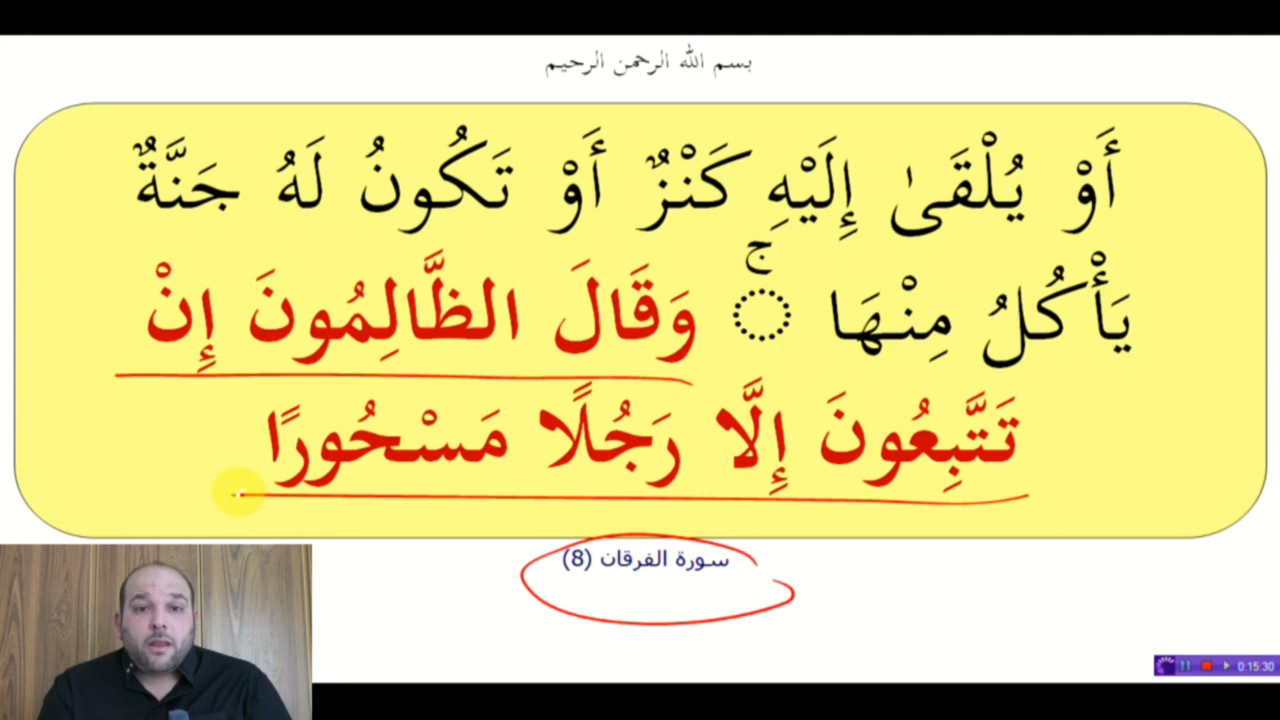 بسم الله الرحمن الرحيم
أَوْ يُلْقَىٰ إِلَيْهِ كَنْزٌ أَوْ تَكُونُ لَهُ جَنَّةٌ
يَأْكُلُ مِنْهَا ۚ وَقَالَ الظَّالِمُونَ إِنْ
تَتَّبِعُونَ إِلَّا رَجُلًا مَسْحُورًا
سورة الفرقان (8)
0:15:30